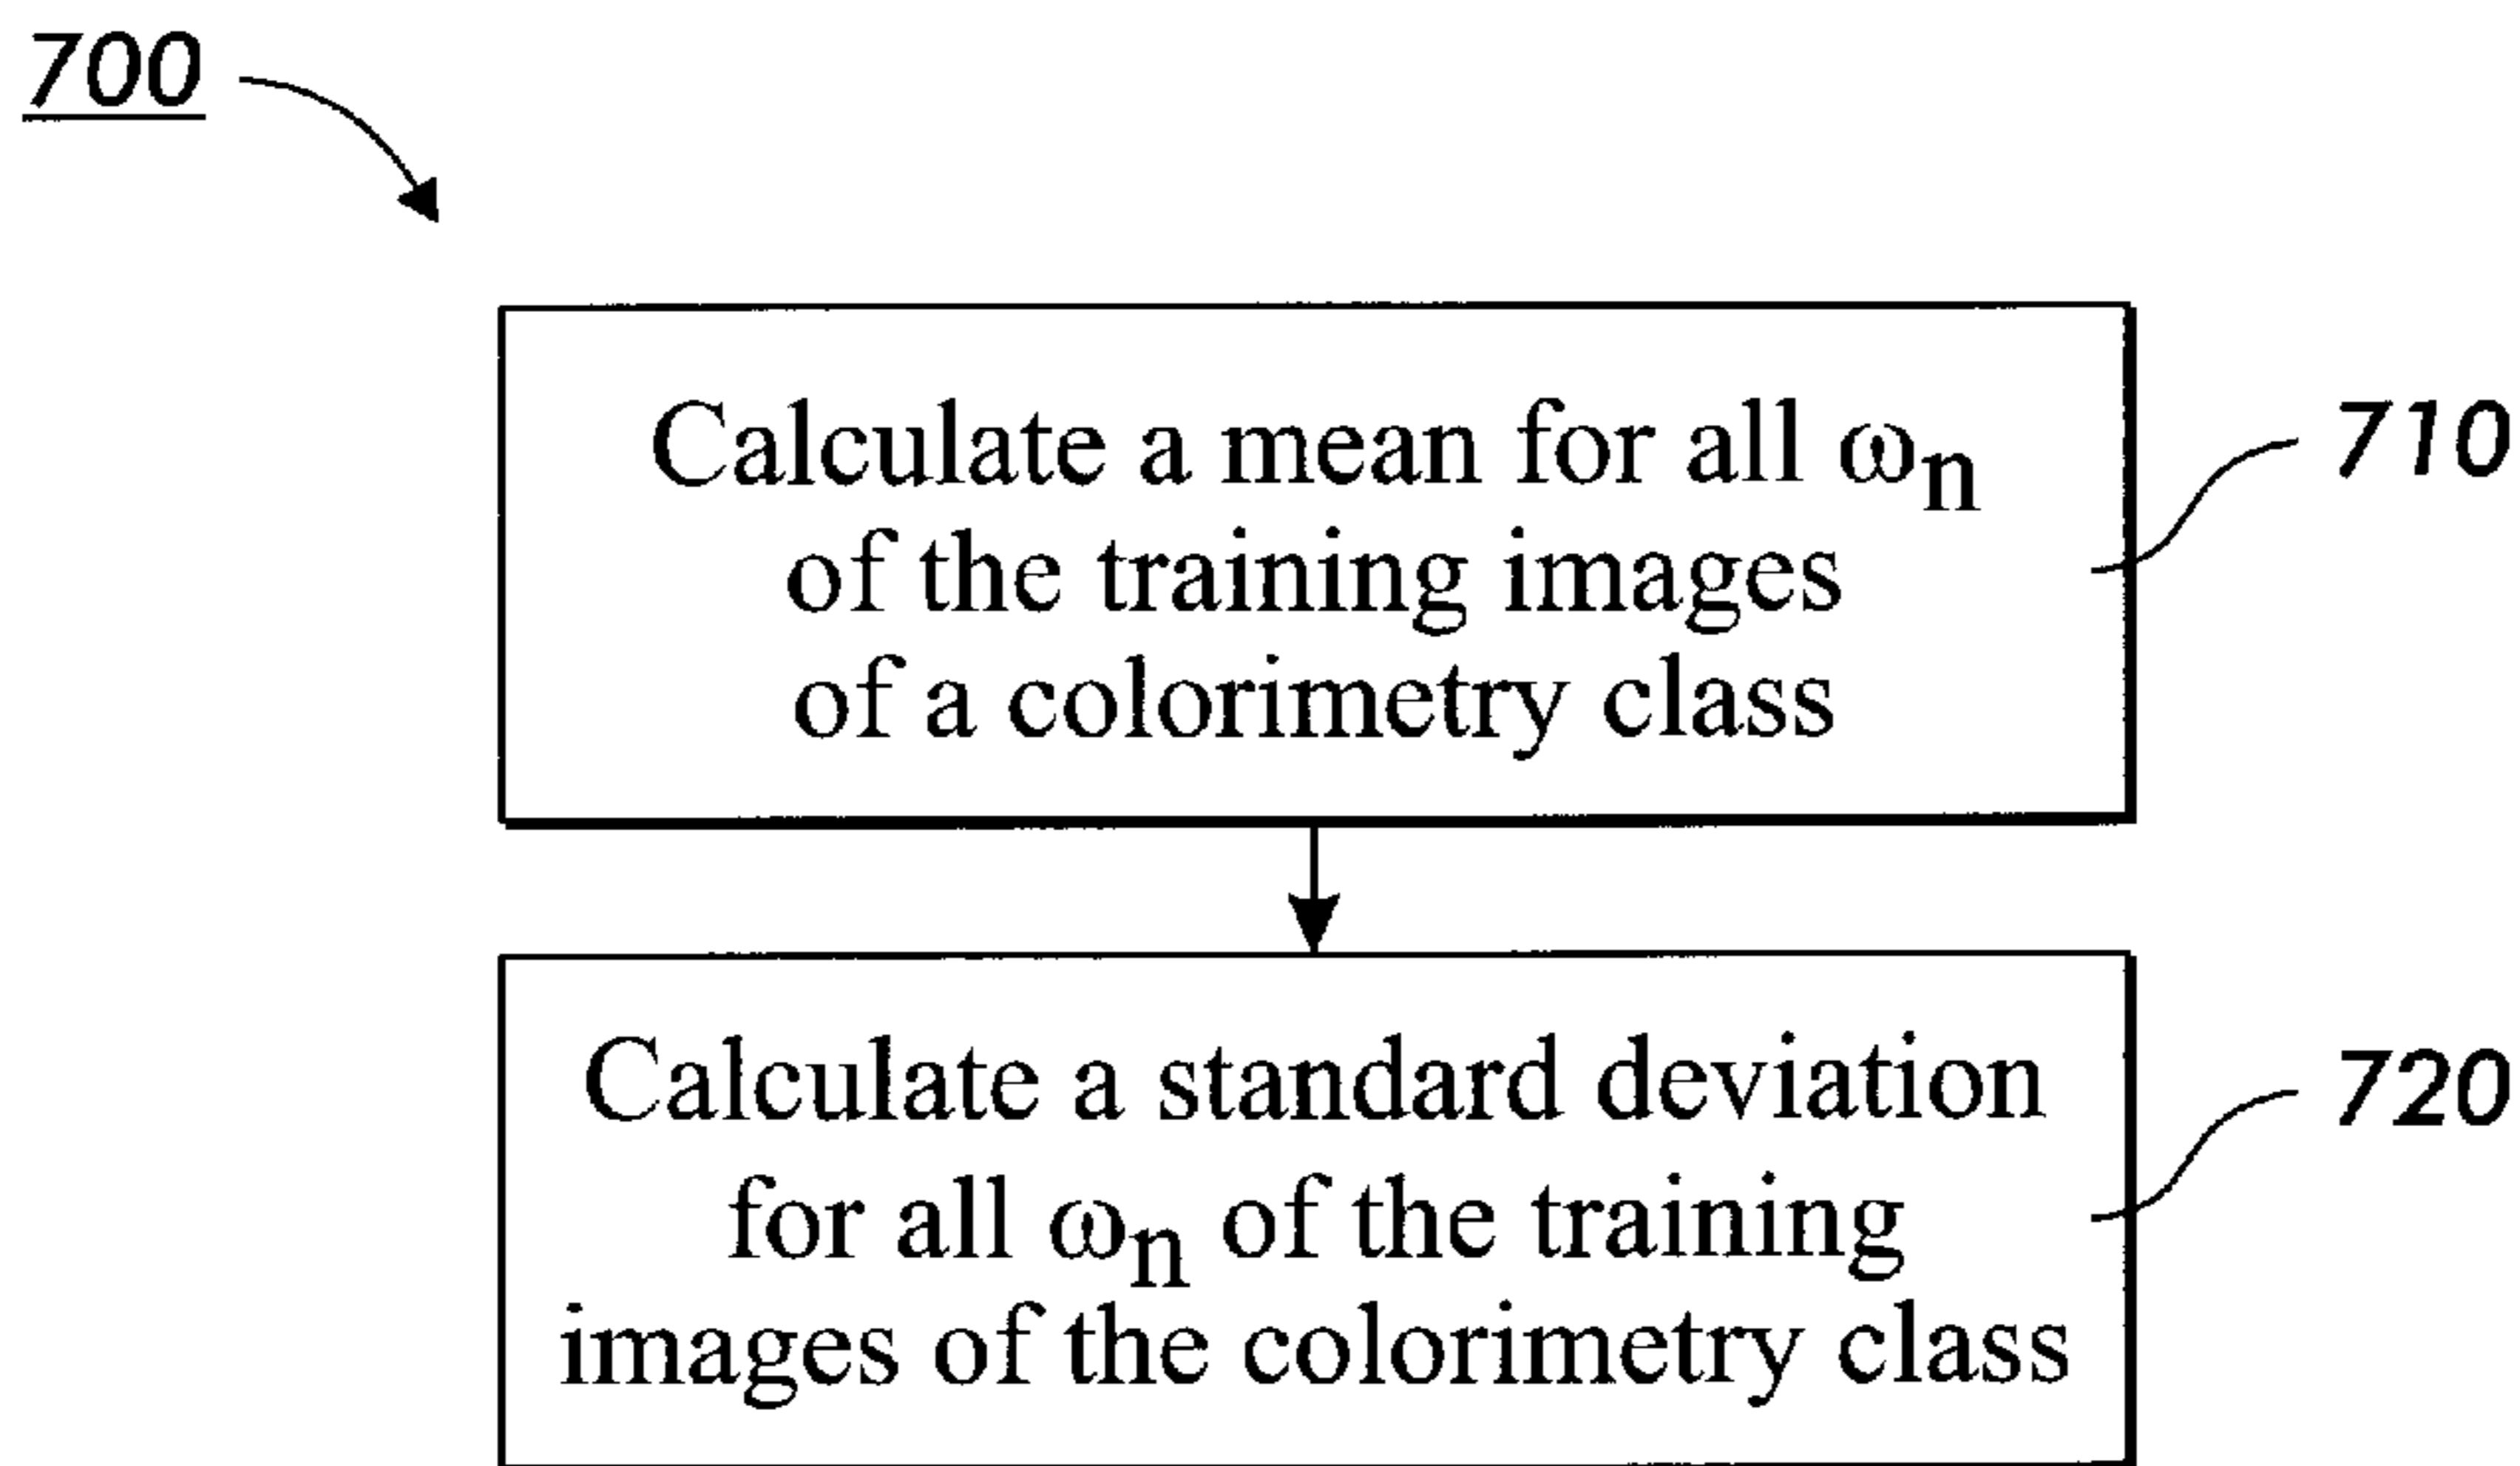 700
Calculate a mean for all ωn
of the training images
of a colorimetry class
710
Calculate a standard deviation
for all ωn of the training
images of the colorimetry class
720